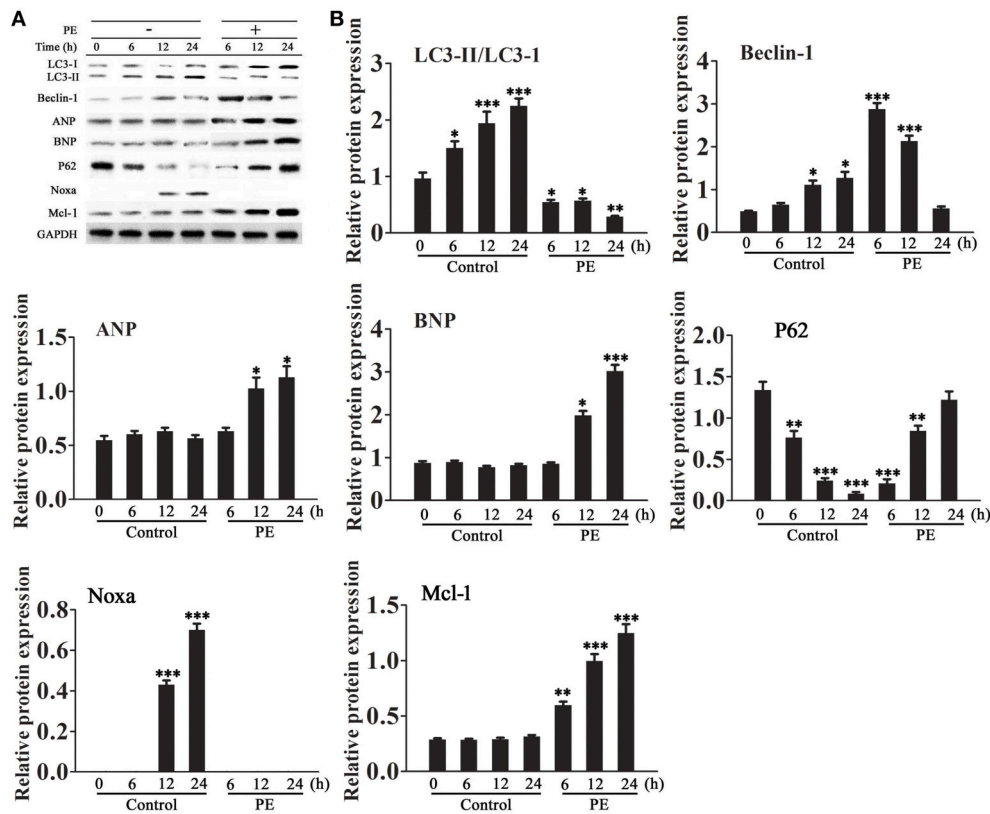 A
PE - +
Time (h) 0 6 12 24 6 12 24
LC3-I
LC3-II
Beclin-1
ANP
BNP
P62
Noxa
Mcl-1
GAPDH
B
LC3-II/LC3-1
Relative protein expression
3
2
1
0
* *** *** * * **
0 6 12 24 6 12 24 (h)
Control PE
Beclin-1
Relative protein expression
4
3
2
1
0
* * *** ***
0 6 12 24 6 12 24 (h)
Control PE
ANP
Relative protein expression
1.5
1.0
0.5
0.0
* *
0 6 12 24 6 12 24 (h)
Control PE
BNP
Relative protein expression
4
3
2
1
0
* ***
0 6 12 24 6 12 24 (h)
Control PE
P62
Relative protein expression
2.0
1.5
1.0
0.5
0.0
** *** *** *** **
0 6 12 24 6 12 24 (h)
Control PE
Noxa
Relative protein expression
0.8
0.6
0.4
0.2
0.0
*** ***
0 6 12 24 6 12 24 (h)
Control PE
Mcl-1
Relative protein expression
1.5
1.0
0.5
0.0
** *** ***
0 6 12 24 6 12 24 (h)
Control PE